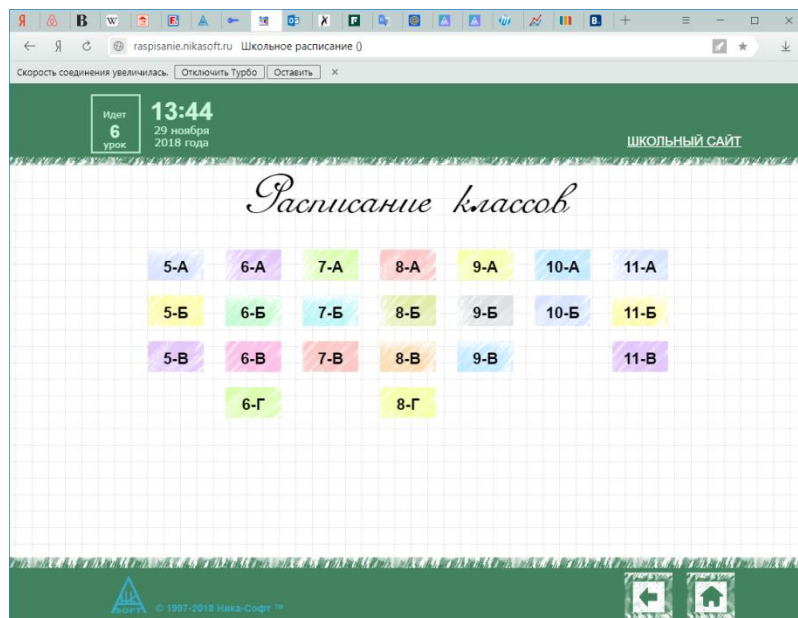 raspisanie.nikasoft.ru Школьное расписание ()
Скорость соединения увеличилась. Отключить Турбо Оставить ×
Идет
6
урок
13:44
29 ноября
2018 года
ШКОЛЬНЫЙ САЙТ
Расписание классов
5-А 6-А 7-А 8-А 9-А 10-А 11-А
5-Б 6-Б 7-Б 8-Б 9-Б 10-Б 11-Б
5-В 6-В 7-В 8-В 9-В 11-В
6-Г 8-Г
SOFT © 1997-2018 Ника-Софт ™